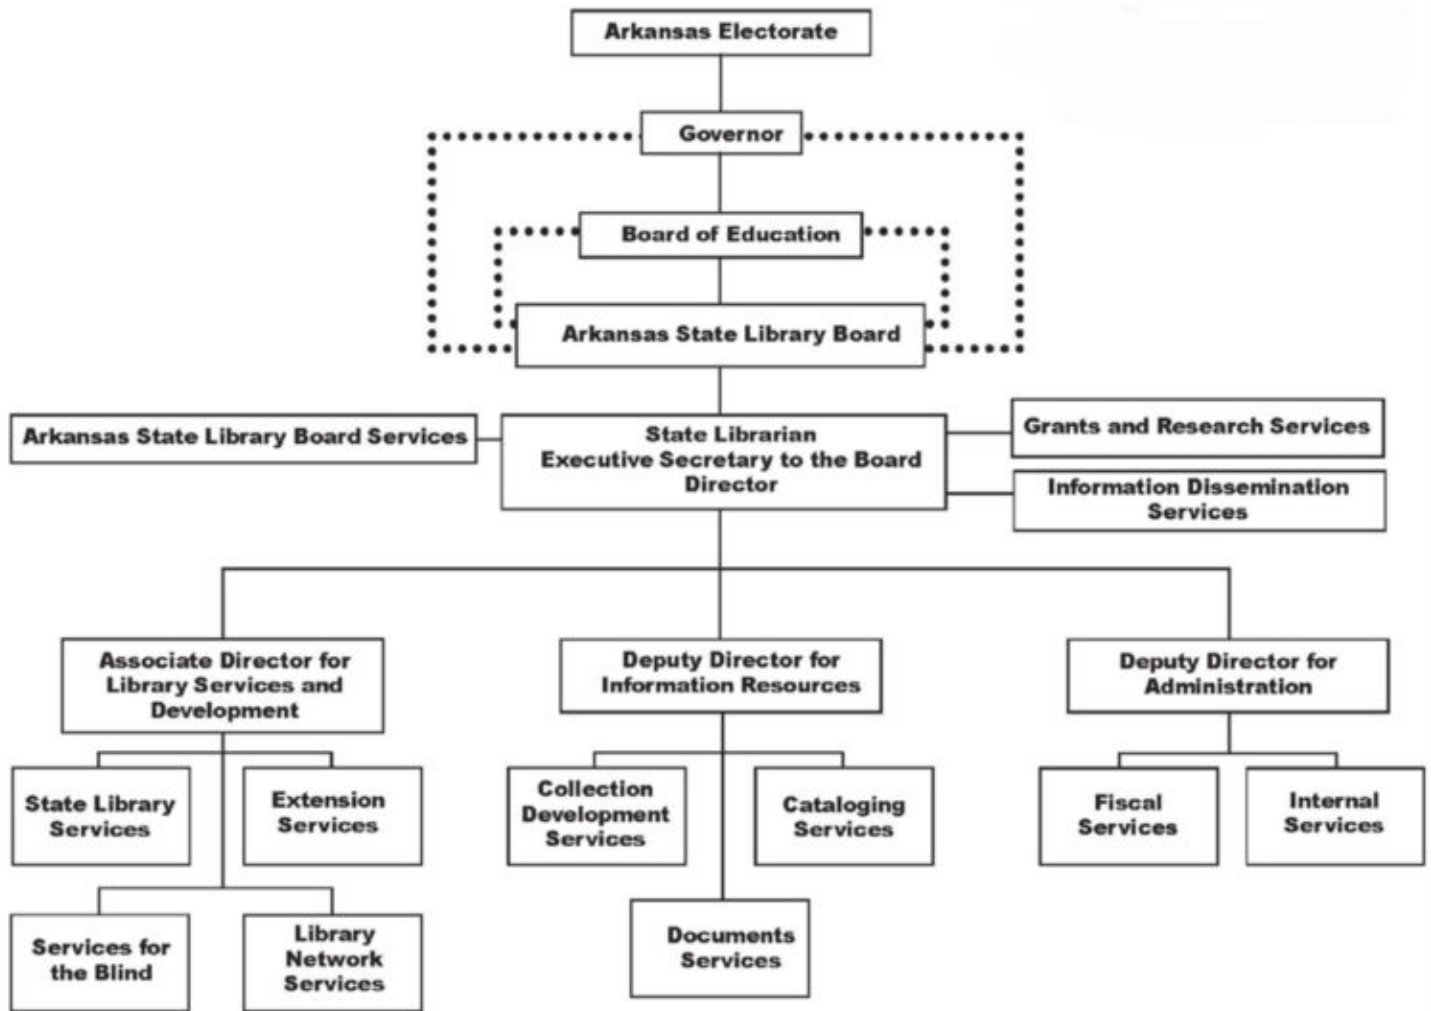 Arkansas Electorate
Governor
Board of Education
Arkansas State Library Board
Arkansas State Library Board Services
State Librarian
Executive Secretary to the Board
Director
Grants and Research Services
Information Dissemination
Services
Associate Director for
Library Services and
Development
Deputy Director for
Information Resources
Deputy Director for
Administration
State Library
Services
Extension
Services
Collection
Development
Services
Cataloging
Services
Fiscal
Services
Internal
Services
Services for
the Blind
Library
Network
Services
Documents
Services